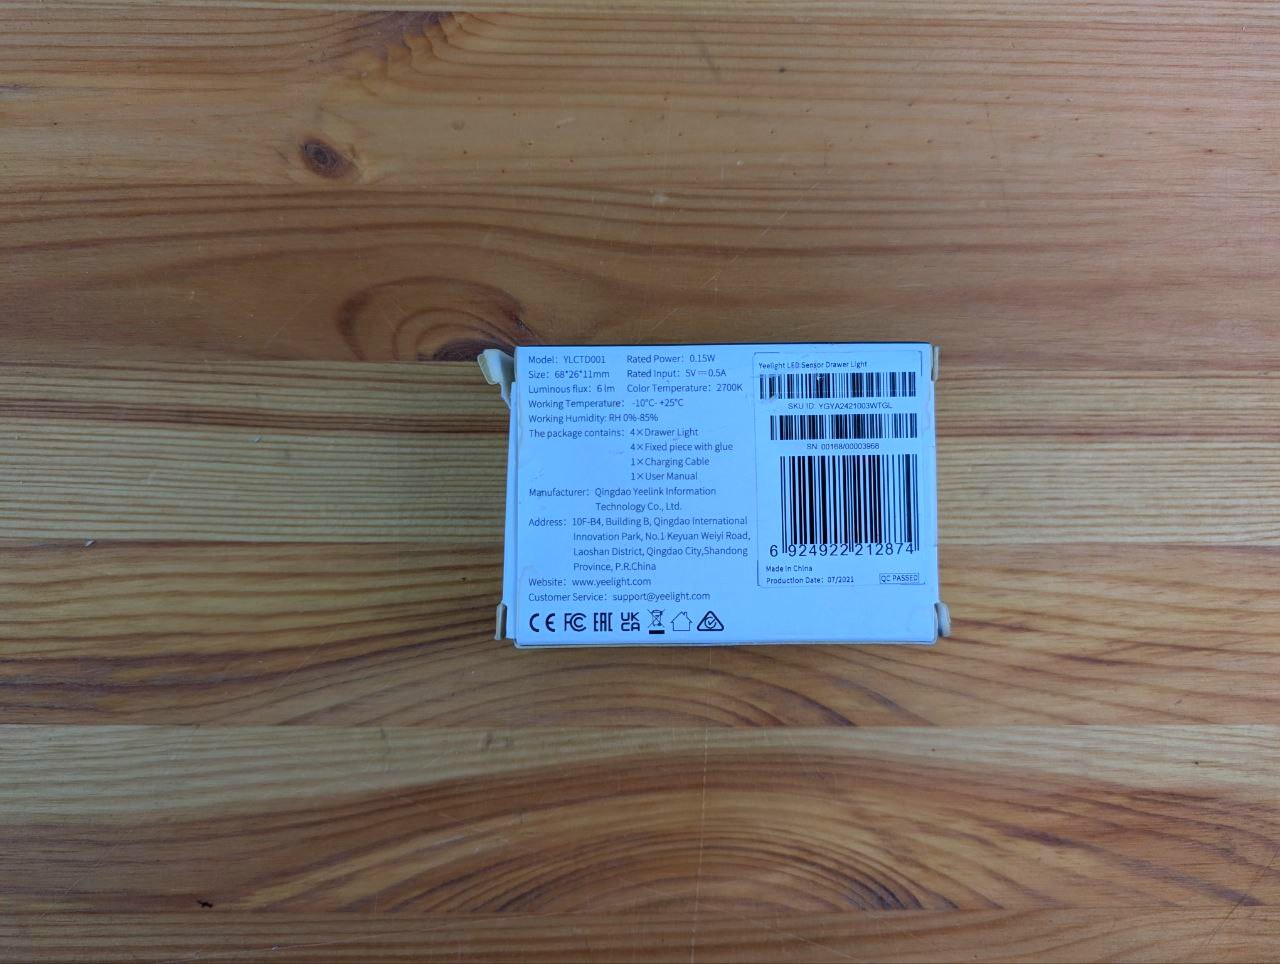 Model: YLCTD001 Rated Power: 0.15W
Size: 68*26*11mm Rated Input: 5V⎓0.5A
Luminous flux: 6 lm Color Temperature: 2700K
Working Temperature: -10°C- +25°C
Working Humidity: RH 0%-85%
The package contains: 4×Drawer Light
4×Fixed piece with glue
1×Charging Cable
1×User Manual
Manufacturer: Qingdao Yeelink Information
Technology Co., Ltd.
Address: 10F-B4, Building B, Qingdao International
Innovation Park, No.1 Keyuan Weiyi Road,
Laoshan District, Qingdao City,Shandong
Province, P.R.China
Website: www.yeelight.com
Customer Service: support@yeelight.com
CE FC EAC UK
CA
Yeelight LED Sensor Drawer Light
SKU ID: YGYA2421003WTGL
SN: 00168/00003968
6 924922 212874
Made in China
Production Date: 07/2021 QC PASSED